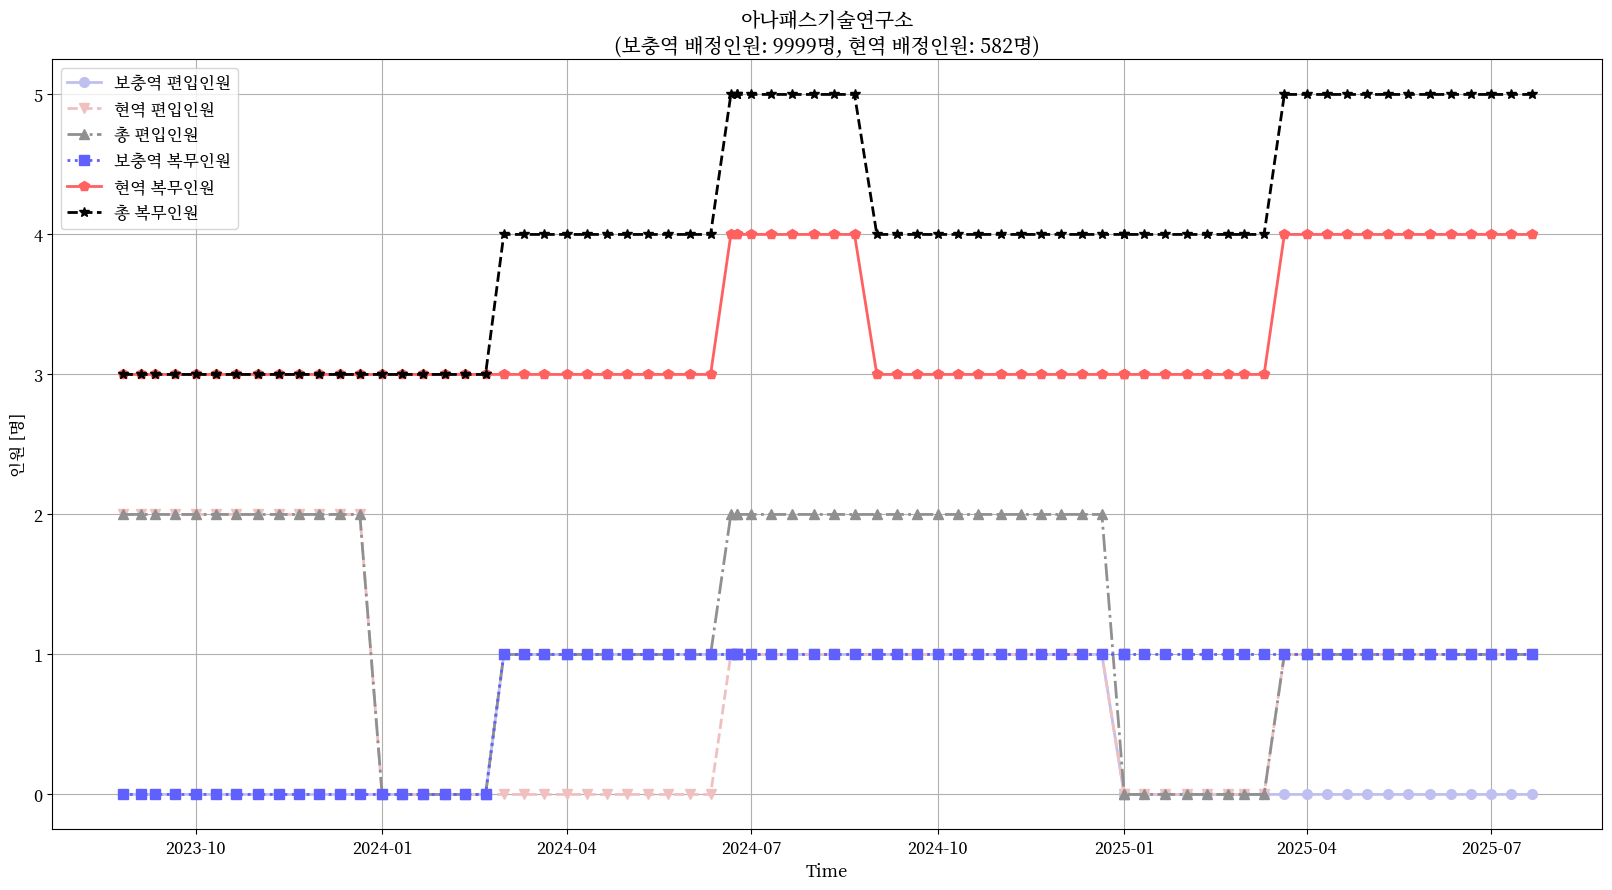 아나패스기술연구소
(보충역 배정인원: 9999명, 현역 배정인원: 582명)
보충역 편입인원
현역 편입인원
총 편입인원
보충역 복무인원
현역 복무인원
총 복무인원
인원 [명]
5
4
3
2
1
0
2023-10
2024-01
2024-04
2024-07
2024-10
2025-01
2025-04
2025-07
Time